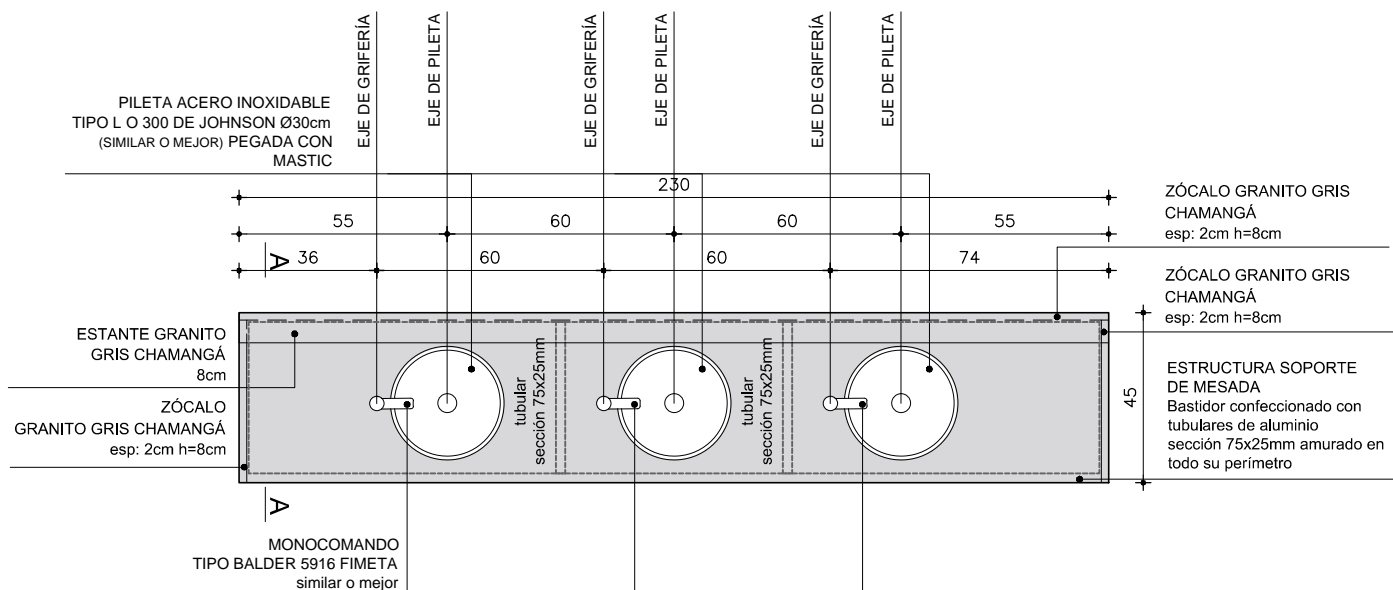 EJE DE GRIFERÍA
EJE DE PILETA
EJE DE GRIFERÍA
EJE DE PILETA
EJE DE GRIFERÍA
EJE DE PILETA
PILETA ACERO INOXIDABLE
TIPO L O 300 DE JOHNSON Ø30cm
(SIMILAR O MEJOR) PEGADA CON
MASTIC
230
55
60
60
55
A
36
60
60
74
ZÓCALO GRANITO GRIS
CHAMANGÁ
esp: 2cm h=8cm
ZÓCALO GRANITO GRIS
CHAMANGÁ
esp: 2cm h=8cm
ESTANTE GRANITO
GRIS CHAMANGÁ
8cm
ZÓCALO
GRANITO GRIS CHAMANGÁ
esp: 2cm h=8cm
tubular
sección 75x25mm
tubular
sección 75x25mm
45
ESTRUCTURA SOPORTE
DE MESADA
Bastidor confeccionado con
tubulares de aluminio
sección 75x25mm amurado en
todo su perímetro
A
MONOCOMANDO
TIPO BALDER 5916 FIMETA
similar o mejor